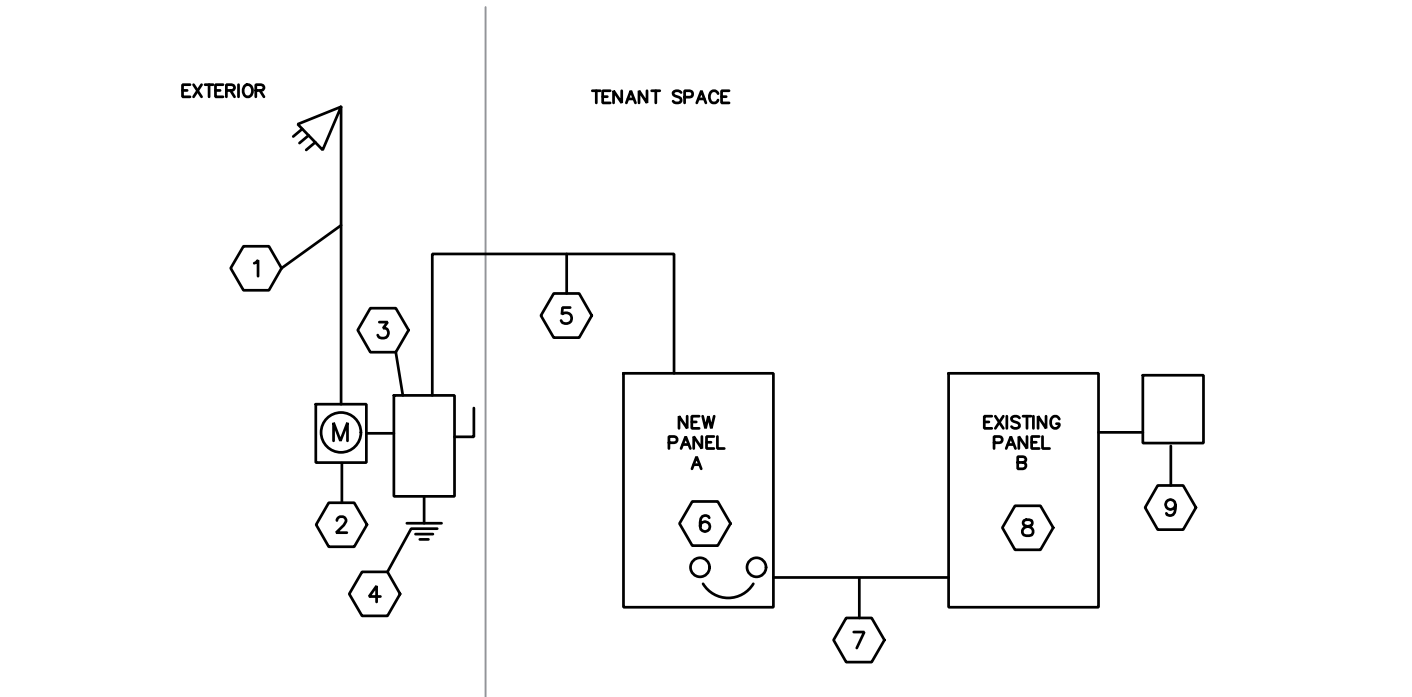 EXTERIOR
TENANT SPACE
1
5
3
M
NEW
PANEL
A
EXISTING
PANEL
B
2
6
8
9
4
7